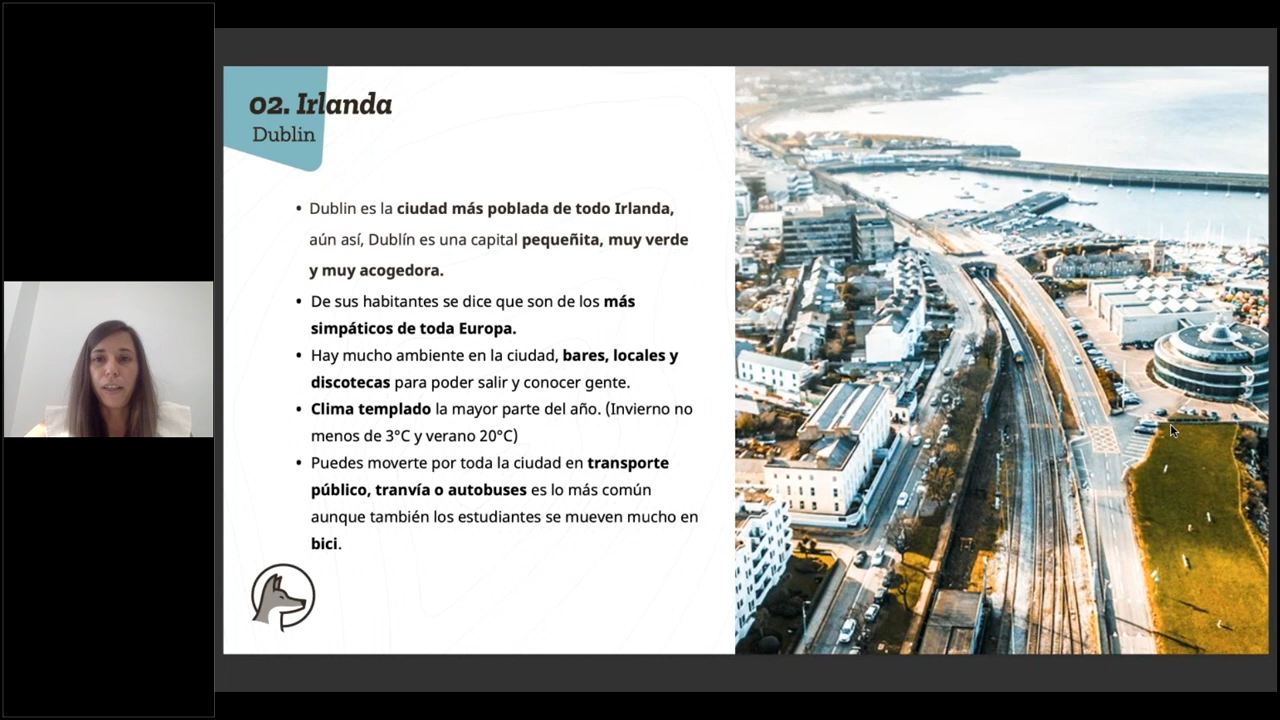 02. Irlanda
Dublin
• Dublin es la ciudad más poblada de todo Irlanda,
aún así, Dublín es una capital pequeñita, muy verde
y muy acogedora.
• De sus habitantes se dice que son de los más
simpáticos de toda Europa.
• Hay mucho ambiente en la ciudad, bares, locales y
discotecas para poder salir y conocer gente.
• Clima templado la mayor parte del año. (Invierno no
menos de 3°C y verano 20°C)
• Puedes moverte por toda la ciudad en transporte
público, tranvía o autobuses es lo más común
aunque también los estudiantes se mueven mucho en
bici.